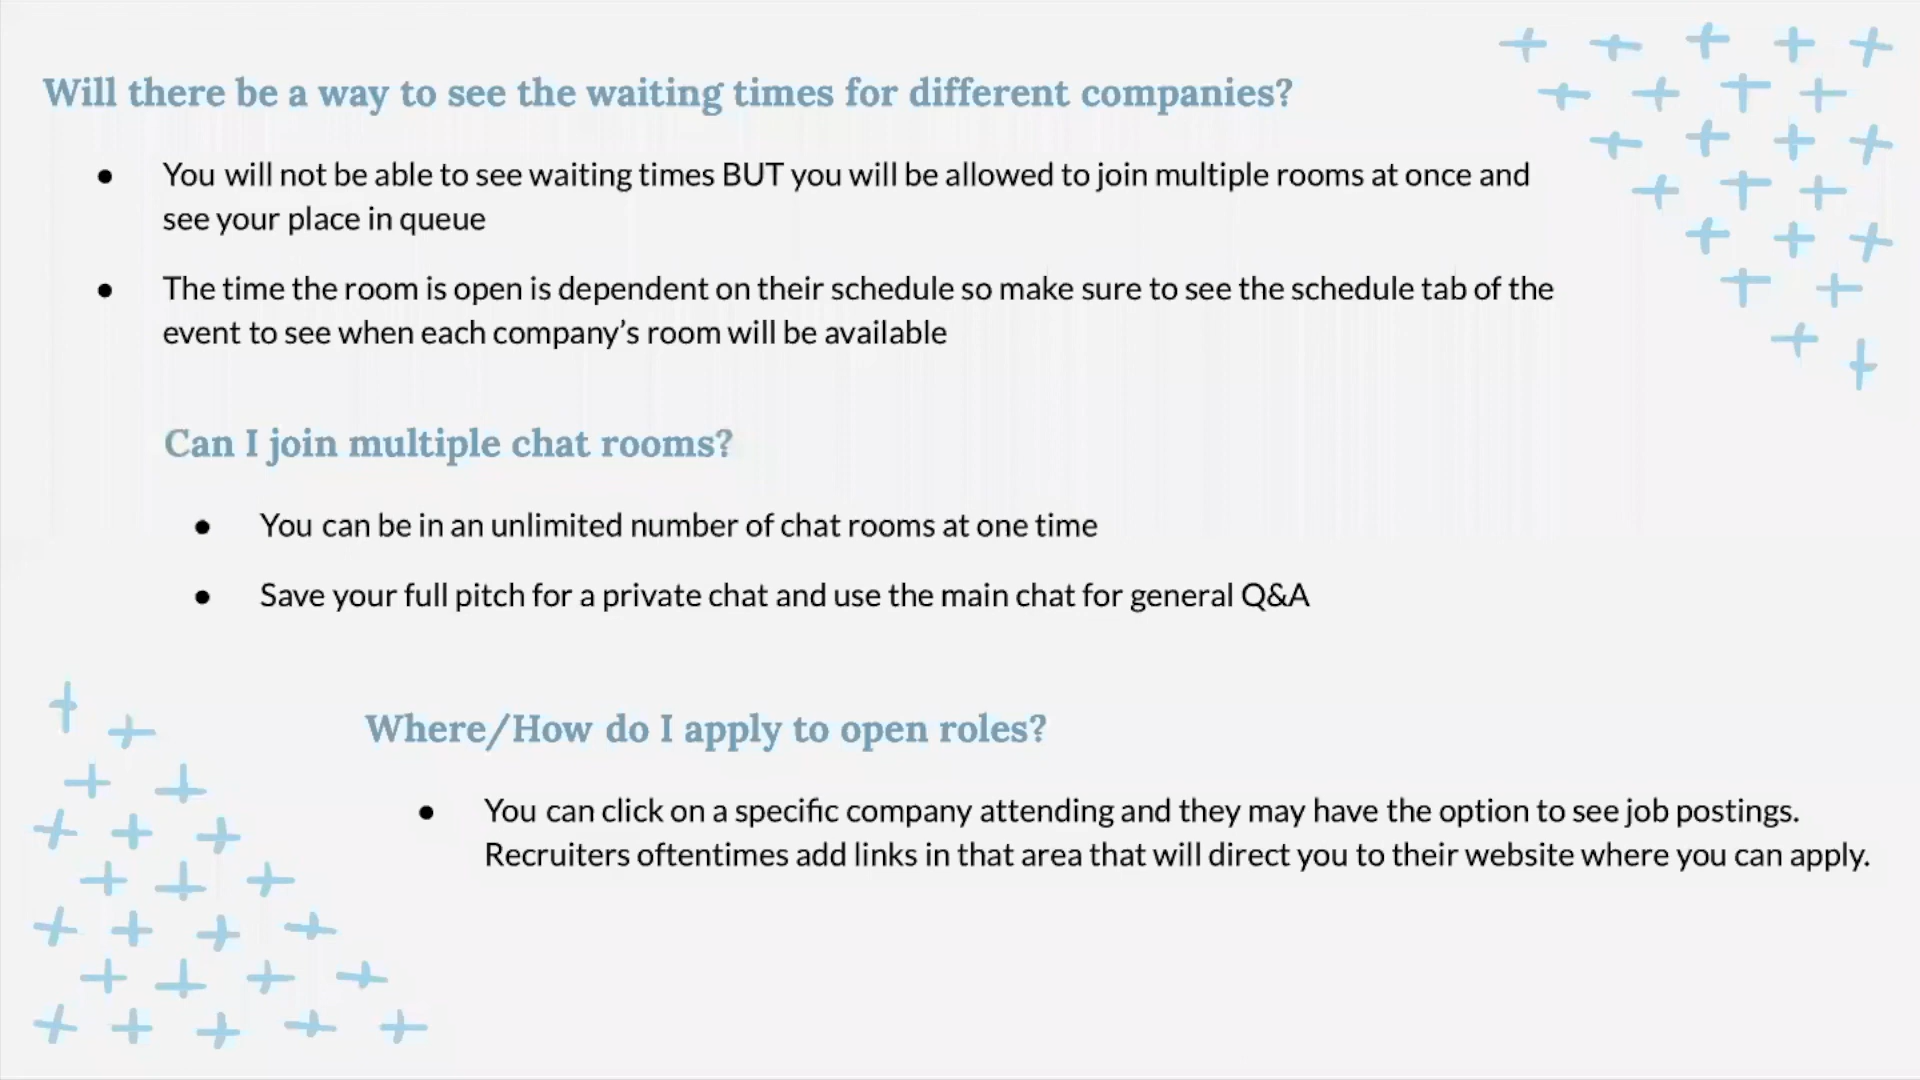 Will there be a way to see the waiting times for different companies?
● You will not be able to see waiting times BUT you will be allowed to join multiple rooms at once and
see your place in queue
● The time the room is open is dependent on their schedule so make sure to see the schedule tab of the
event to see when each company’s room will be available
Can I join multiple chat rooms?
● You can be in an unlimited number of chat rooms at one time
● Save your full pitch for a private chat and use the main chat for general Q&A
Where/How do I apply to open roles?
● You can click on a specific company attending and they may have the option to see job postings.
Recruiters oftentimes add links in that area that will direct you to their website where you can apply.